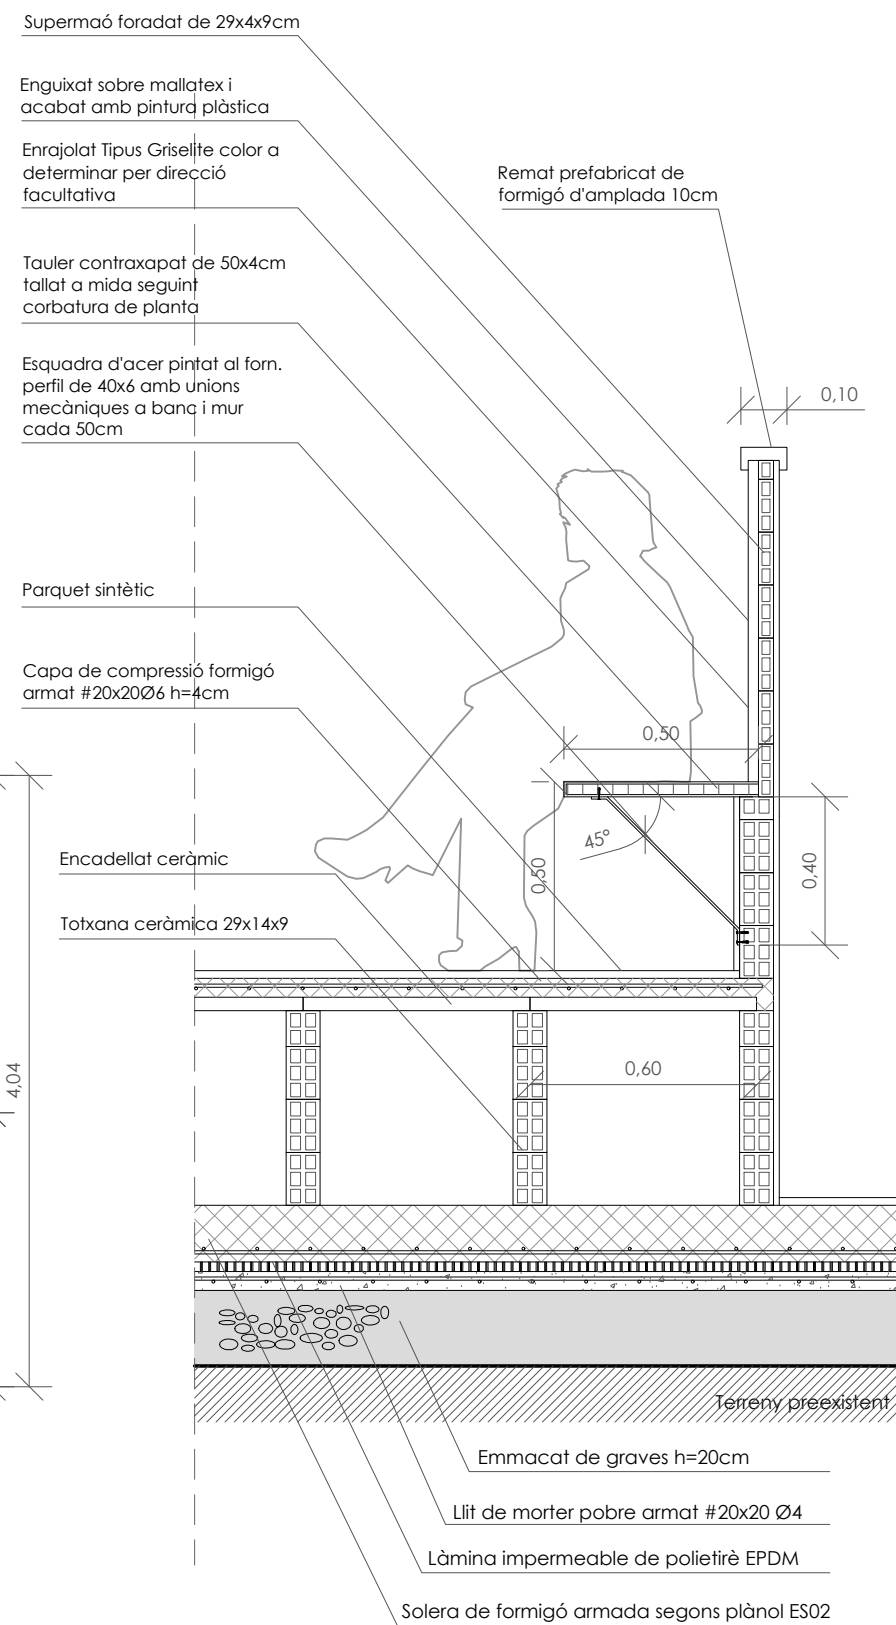 Supermaó foradat de 29x4x9cm
Enguixat sobre mallatex i
acabat amb pintura plàstica
Enrajolat Tipus Griselite color a
determinar per direcció
facultativa
Remat prefabricat de
formigó d'amplada 10cm
Tauler contraxapat de 50x4cm
tallat a mida seguint
corbatura de planta
Esquadra d'acer pintat al forn.
perfil de 40x6 amb unions
mecàniques a banc i mur
cada 50cm
0,10
Parquet sintètic
Capa de compressió formigó
armat #20x20Ø6 h=4cm
0,50
45°
0,50
0,40
Encadellat ceràmic
Totxana ceràmica 29x14x9
4,04
0,60
Terreny preexistent
Emmacat de graves h=20cm
Llit de morter pobre armat #20x20 Ø4
Làmina impermeable de polietirè EPDM
Solera de formigó armada segons plànol ES02